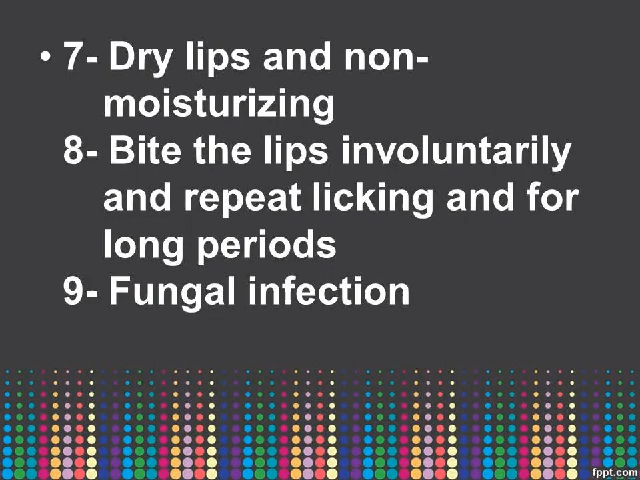 • 7- Dry lips and non-
moisturizing
8- Bite the lips involuntarily
and repeat licking and for
long periods
9- Fungal infection
fppt.com